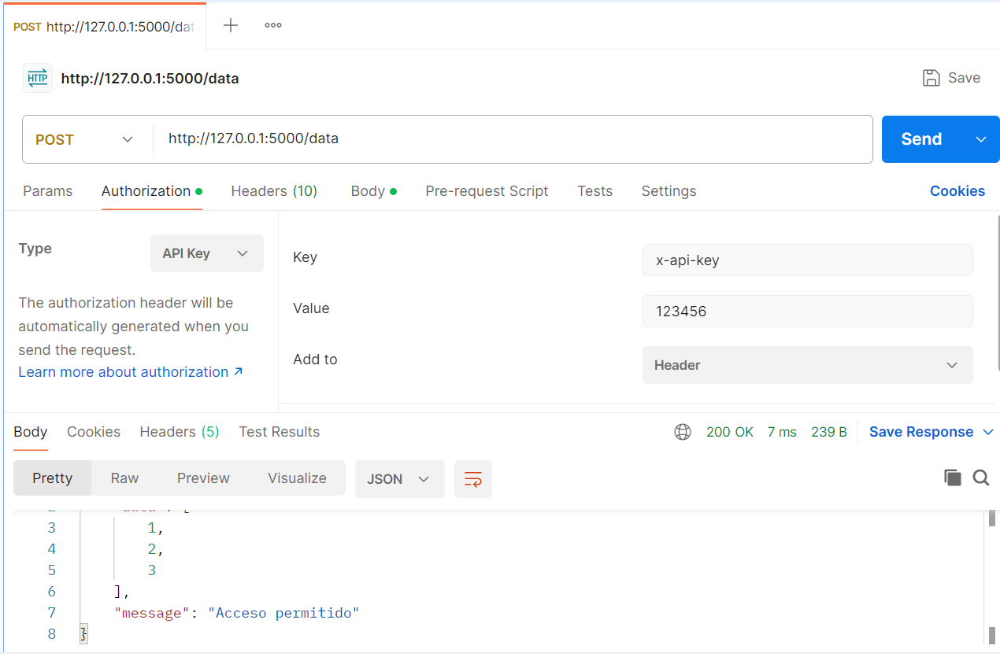 POST http://127.0.0.1:5000/dat
HTTP http://127.0.0.1:5000/data Save
POST http://127.0.0.1:5000/data Send
Params Authorization Headers (10) Body Pre-request Script Tests Settings Cookies
Type API Key
The authorization header will be
automatically generated when you
send the request.
Learn more about authorization ↗
Key x-api-key
Value 123456
Add to Header
Body Cookies Headers (5) Test Results 200 OK 7 ms 239 B Save Response
Pretty Raw Preview Visualize JSON
2 "data": [
3 1,
4 2,
5 3
6 ],
7 "message": "Acceso permitido"
8 }